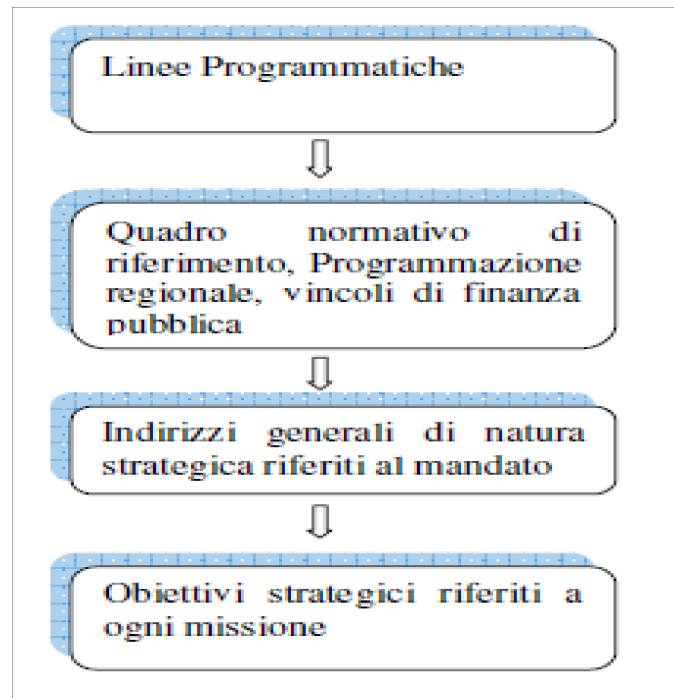 Linee Programmatiche
Quadro normativo di
riferimento, Programmazione
regionale, vincoli di finanza
pubblica
Indirizzi generali di natura
strategica riferiti al mandato
Obiettivi strategici riferiti a
ogni missione